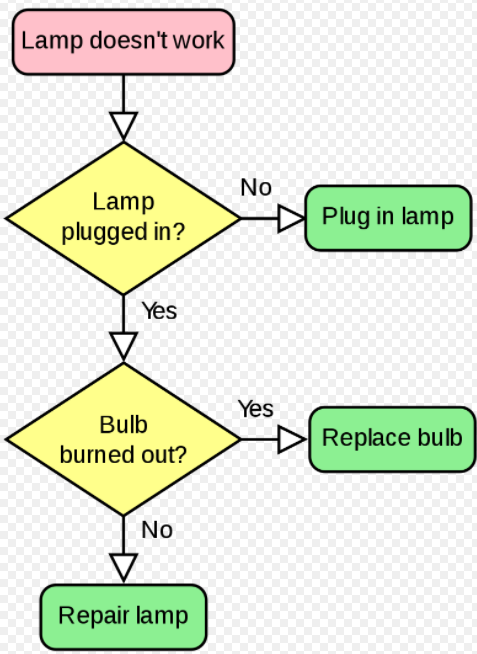 Lamp doesn't work
Lamp
plugged in?
No
Plug in lamp
Yes
Bulb
burned out?
Yes
Replace bulb
No
Repair lamp